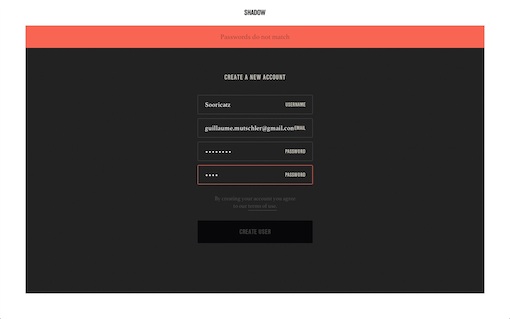 SHADOW
Passwords do not match
CREATE A NEW ACCOUNT
Sooricatz USERNAME
guillaume.mutschler@gmail.com EMAIL
•••••••• PASSWORD
•••• PASSWORD
By creating your account you agree
to our terms of use.
CREATE USER